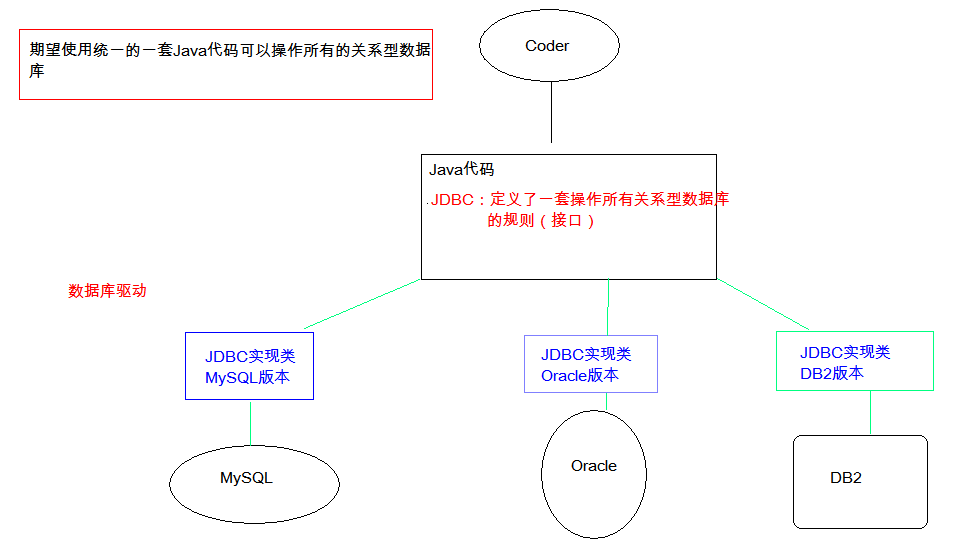 期望使用统一的一套Java代码可以操作所有的关系型数据
库
Coder
Java代码
.JDBC：定义了一套操作所有关系型数据库
的规则（接口）
数据库驱动
JDBC实现类
MySQL版本
JDBC实现类
Oracle版本
JDBC实现类
DB2版本
MySQL
Oracle
DB2